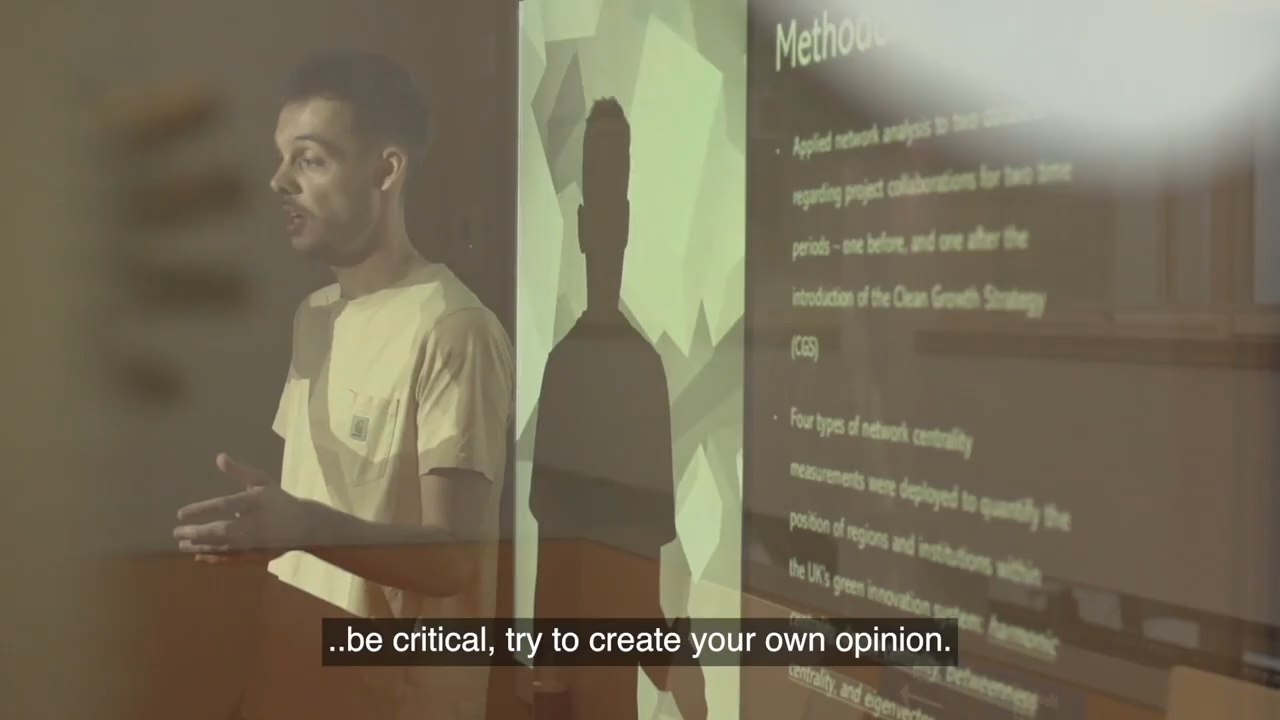 Applied network analysis to two
regarding project collaborations for two time
periods – one before, and one after the
introduction of the Clean Growth Strategy
(CGS)
Four types of network centrality
measurements were deployed to quantify the
position of regions and institutions within
the UK's green innovation system: harmonic
betweenness
centrality, and
..be critical, try to create your own opinion.